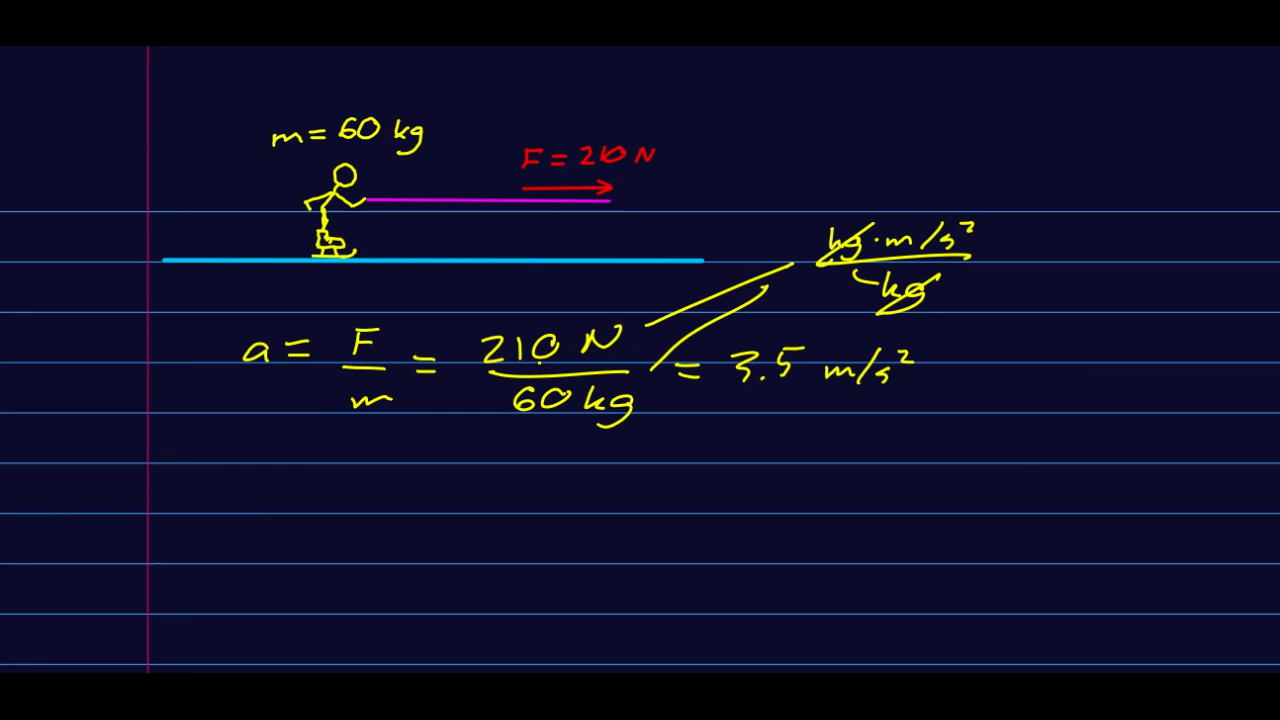 m = 60 kg
F = 210 N
kg · m/s²
kg
a = F/m = 210 N/60 kg = 3.5 m/s²